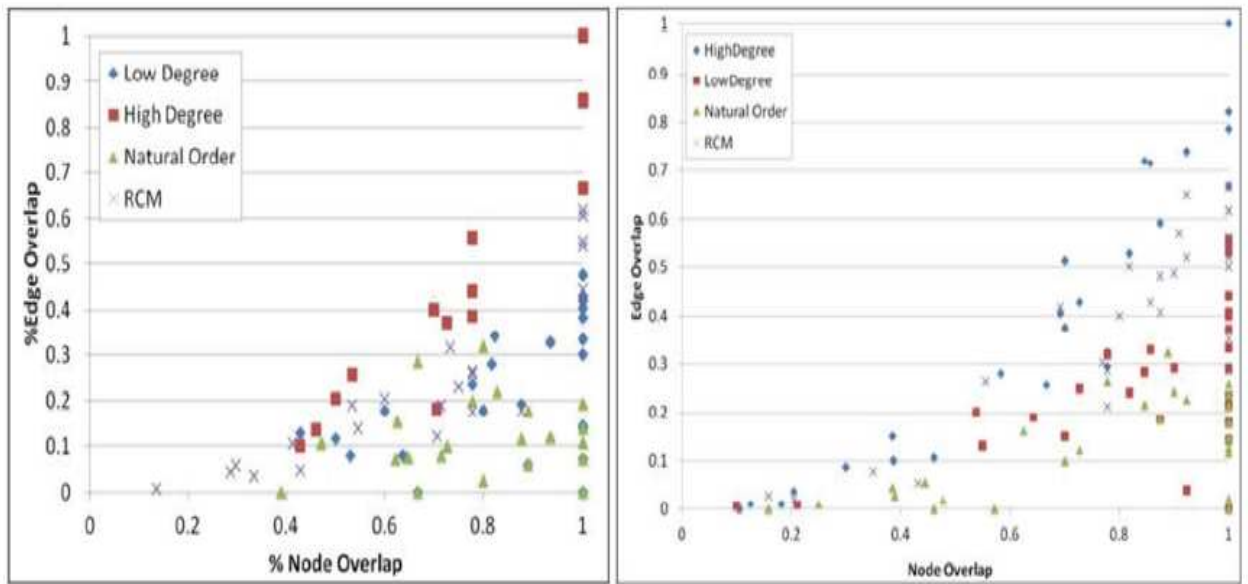 1
0.9
0.8
0.7
0.6
0.5
0.4
0.3
0.2
0.1
0
%Edge Overlap
Low Degree
High Degree
Natural Order
RCM
0 0.2 0.4 0.6 0.8 1
% Node Overlap
1
0.9
0.8
0.7
0.6
0.5
0.4
0.3
0.2
0.1
0
Edge Overlap
HighDegree
LowDegree
Natural Order
RCM
0 0.2 0.4 0.6 0.8 1
Node Overlap